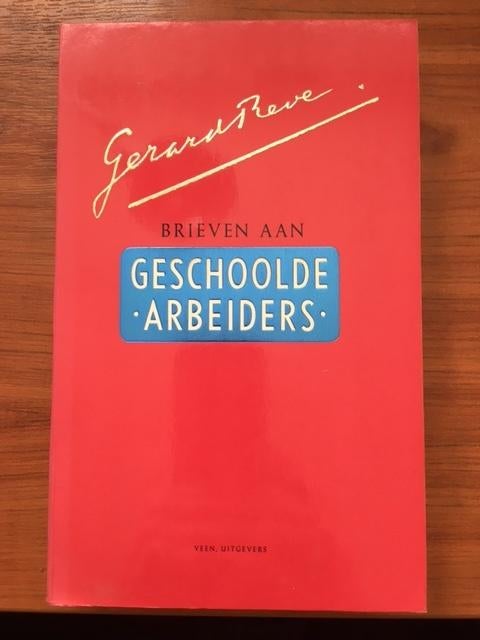 Gerard Reve.
BRIEVEN AAN
GESCHOOLDE
·ARBEIDERS·
VEEN, UITGEVERS